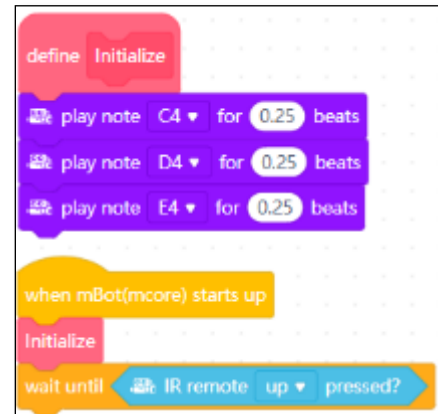 define Initialize
play note C4 for 0.25 beats
play note D4 for 0.25 beats
play note E4 for 0.25 beats
when mBot(mcore) starts up
Initialize
wait until IR remote up pressed?